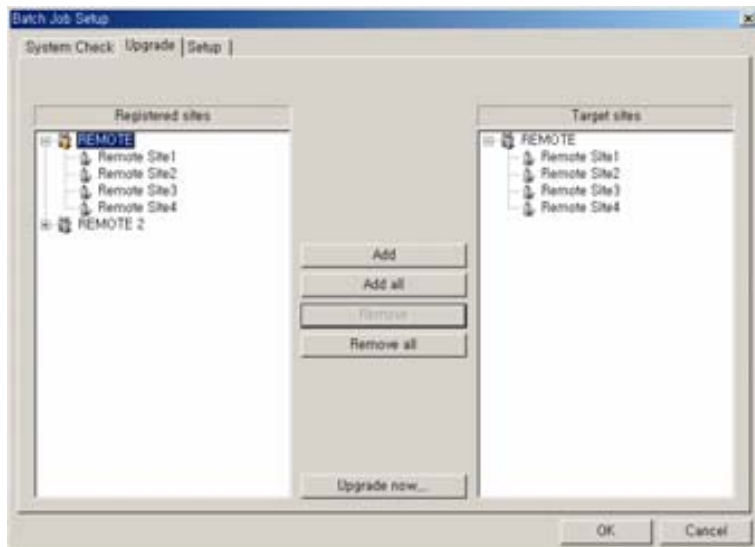 Batch Job Setup
System Check Upgrade Setup
Registered sites
REMOTE
Remote Site1
Remote Site2
Remote Site3
Remote Site4
REMOTE 2
Add
Add all
Remove
Remove all
Upgrade now...
Target sites
REMOTE
Remote Site1
Remote Site2
Remote Site3
Remote Site4
OK
Cancel